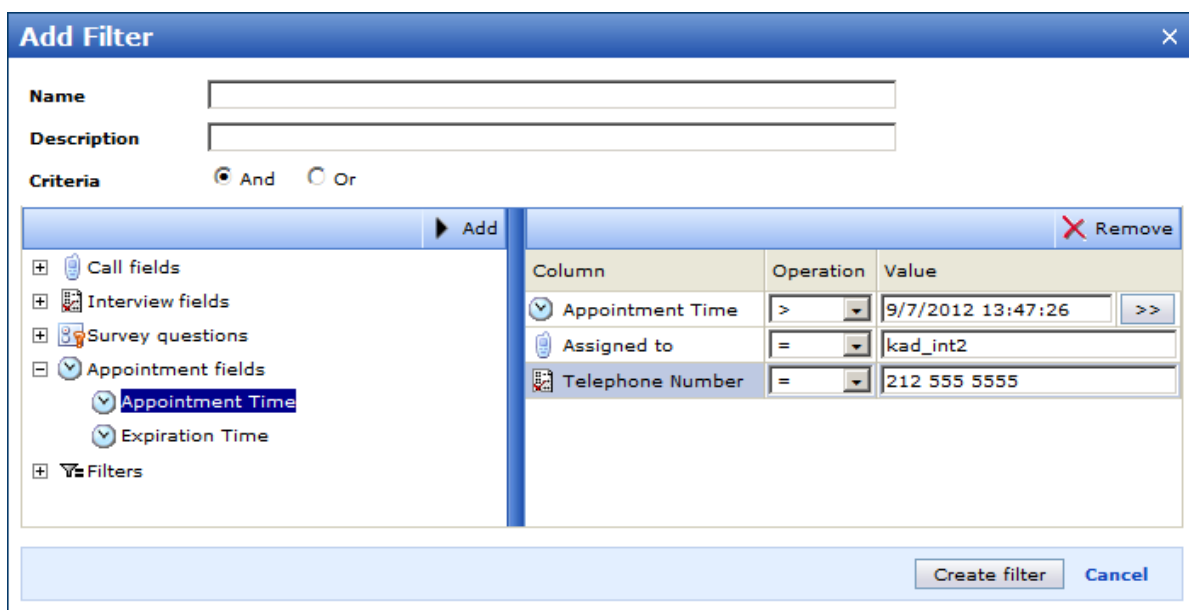 Add Filter
Name
Description
Criteria And Or
Add Remove
Call fields
Interview fields
Survey questions
Appointment fields
Appointment Time
Expiration Time
Filters
Column Operation Value
Appointment Time > 9/7/2012 13:47:26 >>
Assigned to = kad_int2
Telephone Number = 212 555 5555
Create filter Cancel